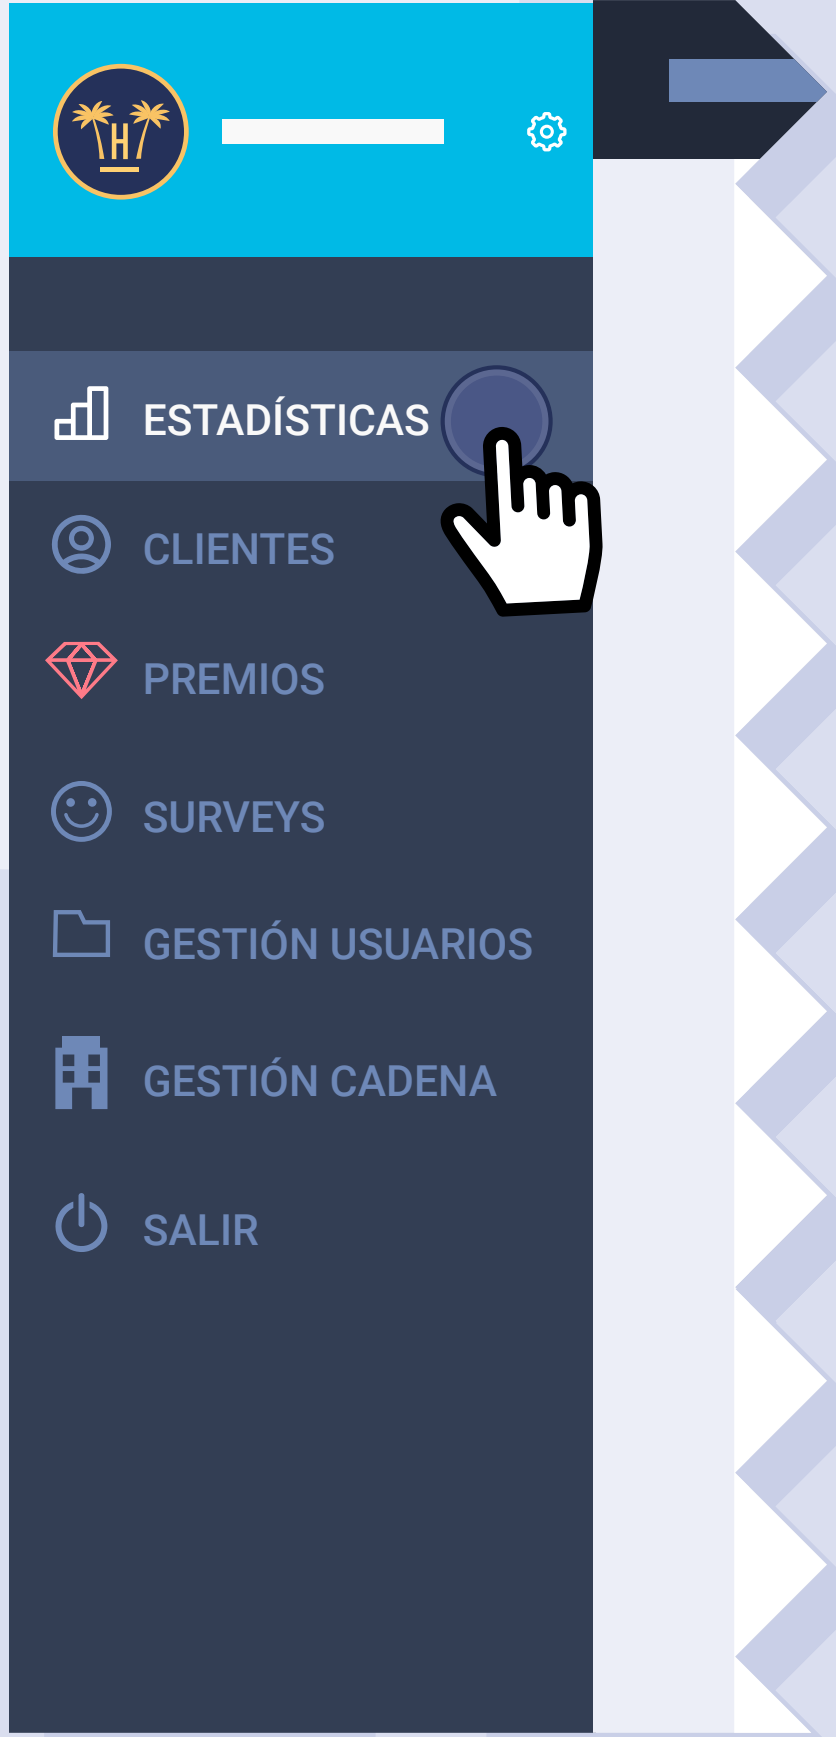 H
ESTADÍSTICAS
CLIENTES
PREMIOS
SURVEYS
GESTIÓN USUARIOS
GESTIÓN CADENA
SALIR